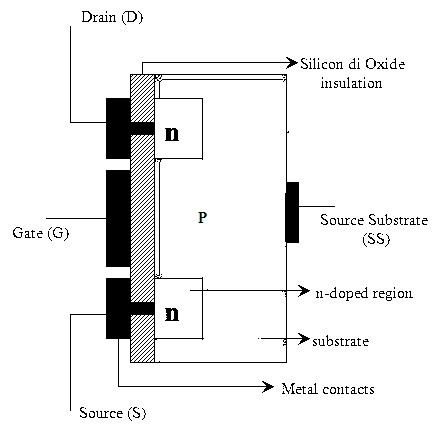 Drain (D)
Silicon di Oxide
insulation
n
P
Gate (G)
Source Substrate
(SS)
n-doped region
n
substrate
Metal contacts
Source (S)